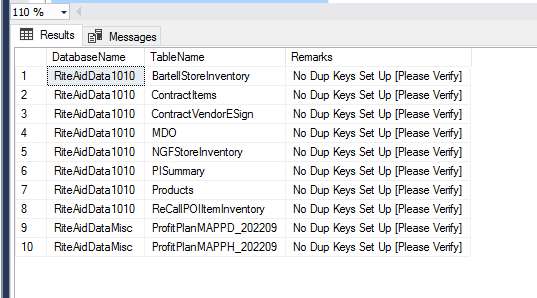 110 %
Results Messages
DatabaseName TableName Remarks
1 RiteAidData1010 BartellStoreInventory No Dup Keys Set Up [Please Verify]
2 RiteAidData1010 ContractItems No Dup Keys Set Up [Please Verify]
3 RiteAidData1010 ContractVendorESign No Dup Keys Set Up [Please Verify]
4 RiteAidData1010 MDO No Dup Keys Set Up [Please Verify]
5 RiteAidData1010 NGFStoreInventory No Dup Keys Set Up [Please Verify]
6 RiteAidData1010 PISummary No Dup Keys Set Up [Please Verify]
7 RiteAidData1010 Products No Dup Keys Set Up [Please Verify]
8 RiteAidData1010 ReCallPOIItemInventory No Dup Keys Set Up [Please Verify]
9 RiteAidDataMisc ProfitPlanMAPPD_202209 No Dup Keys Set Up [Please Verify]
10 RiteAidDataMisc ProfitPlanMAPPH_202209 No Dup Keys Set Up [Please Verify]